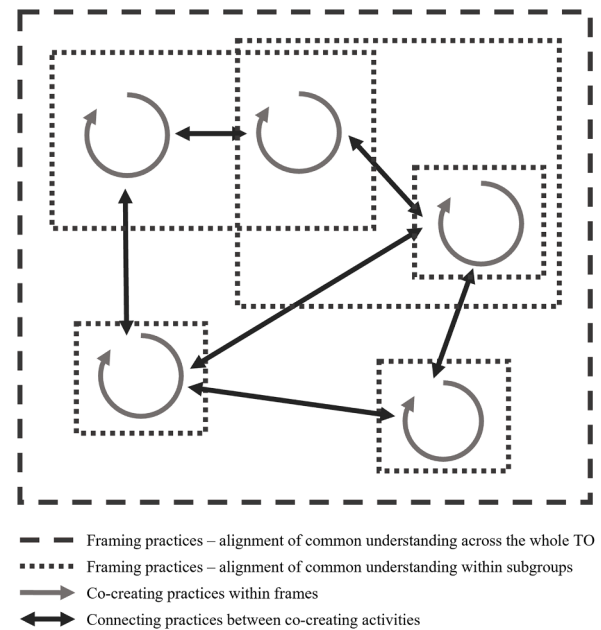 Framing practices – alignment of common understanding across the whole TO
Framing practices – alignment of common understanding within subgroups
Co-creating practices within frames
Connecting practices between co-creating activities